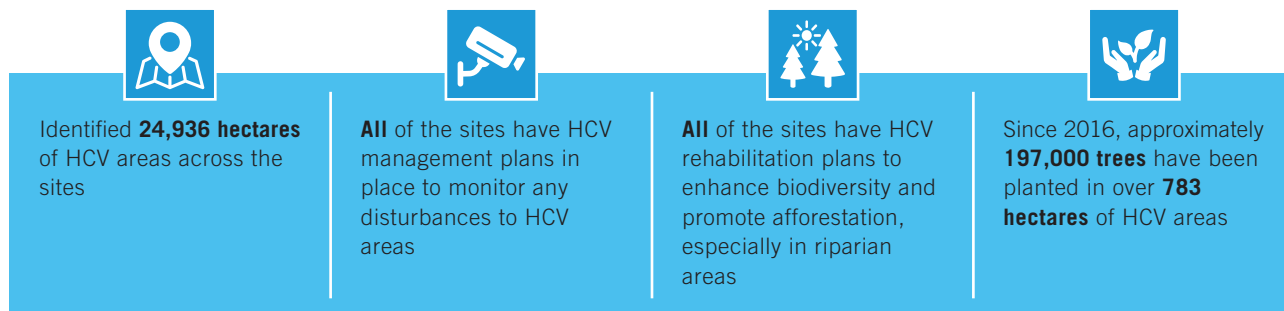 Identified 24,936 hectares
of HCV areas across the
sites
All of the sites have HCV
management plans in
place to monitor any
disturbances to HCV
areas
All of the sites have HCV
rehabilitation plans to
enhance biodiversity and
promote afforestation,
especially in riparian
areas
Since 2016, approximately
197,000 trees have been
planted in over 783
hectares of HCV areas